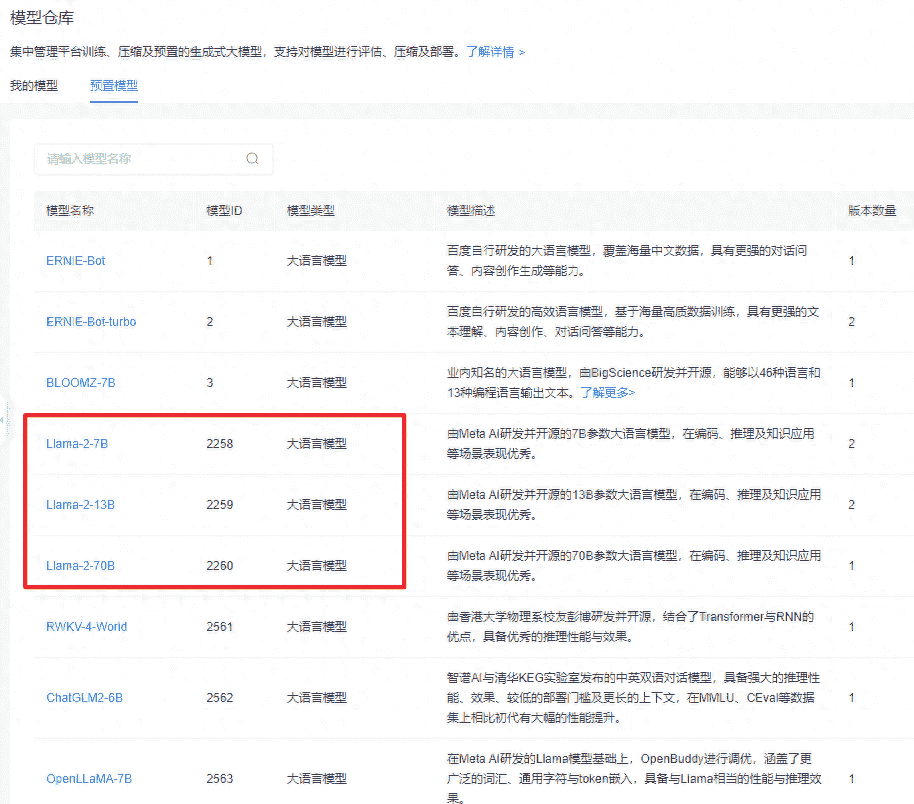 模型仓库
集中管理平台训练、压缩及预置的生成式大模型，支持对模型进行评估、压缩及部署。了解详情 >
我的模型 预置模型
请输入模型名称
模型名称 模型ID 模型类型 模型描述 版本数量
ERNIE-Bot 1 大语言模型 百度自行研发的大语言模型，覆盖海量中文数据，具有更强的对话问
答、内容创作生成等能力。 1
ERNIE-Bot-turbo 2 大语言模型 百度自行研发的高效语言模型，基于海量高质数据训练，具有更强的文
本理解、内容创作、对话问答等能力。 2
BLOOMZ-7B 3 大语言模型 业内知名的大语言模型，由BigScience研发并开源，能够以46种语言和
13种编程语言输出文本。了解更多> 1
Llama-2-7B 2258 大语言模型 由Meta AI研发并开源的7B参数大语言模型，在编码、推理及知识应用
等场景表现优秀。 2
Llama-2-13B 2259 大语言模型 由Meta AI研发并开源的13B参数大语言模型，在编码、推理及知识应用
等场景表现优秀。 2
Llama-2-70B 2260 大语言模型 由Meta AI研发并开源的70B参数大语言模型，在编码、推理及知识应用
等场景表现优秀。 1
RWKV-4-World 2561 大语言模型 由香港大学物理系校友彭博研发并开源，结合了Transformer与RNN的
优点，具备优秀的推理性能与效果。 1
ChatGLM2-6B 2562 大语言模型 智谱AI与清华KEG实验室发布的中英双语对话模型，具备强大的推理性
能、效果、较低的部署门槛及更长的上下文，在MMLU、CEval等数据
集上相比初代有大幅的性能提升。 1
OpenLLaMA-7B 2563 大语言模型 在Meta AI研发的Llama模型基础上，OpenBuddy进行调优，涵盖了更
广泛的词汇、通用字符与token嵌入，具备与Llama相当的性能与推理效
果。 1